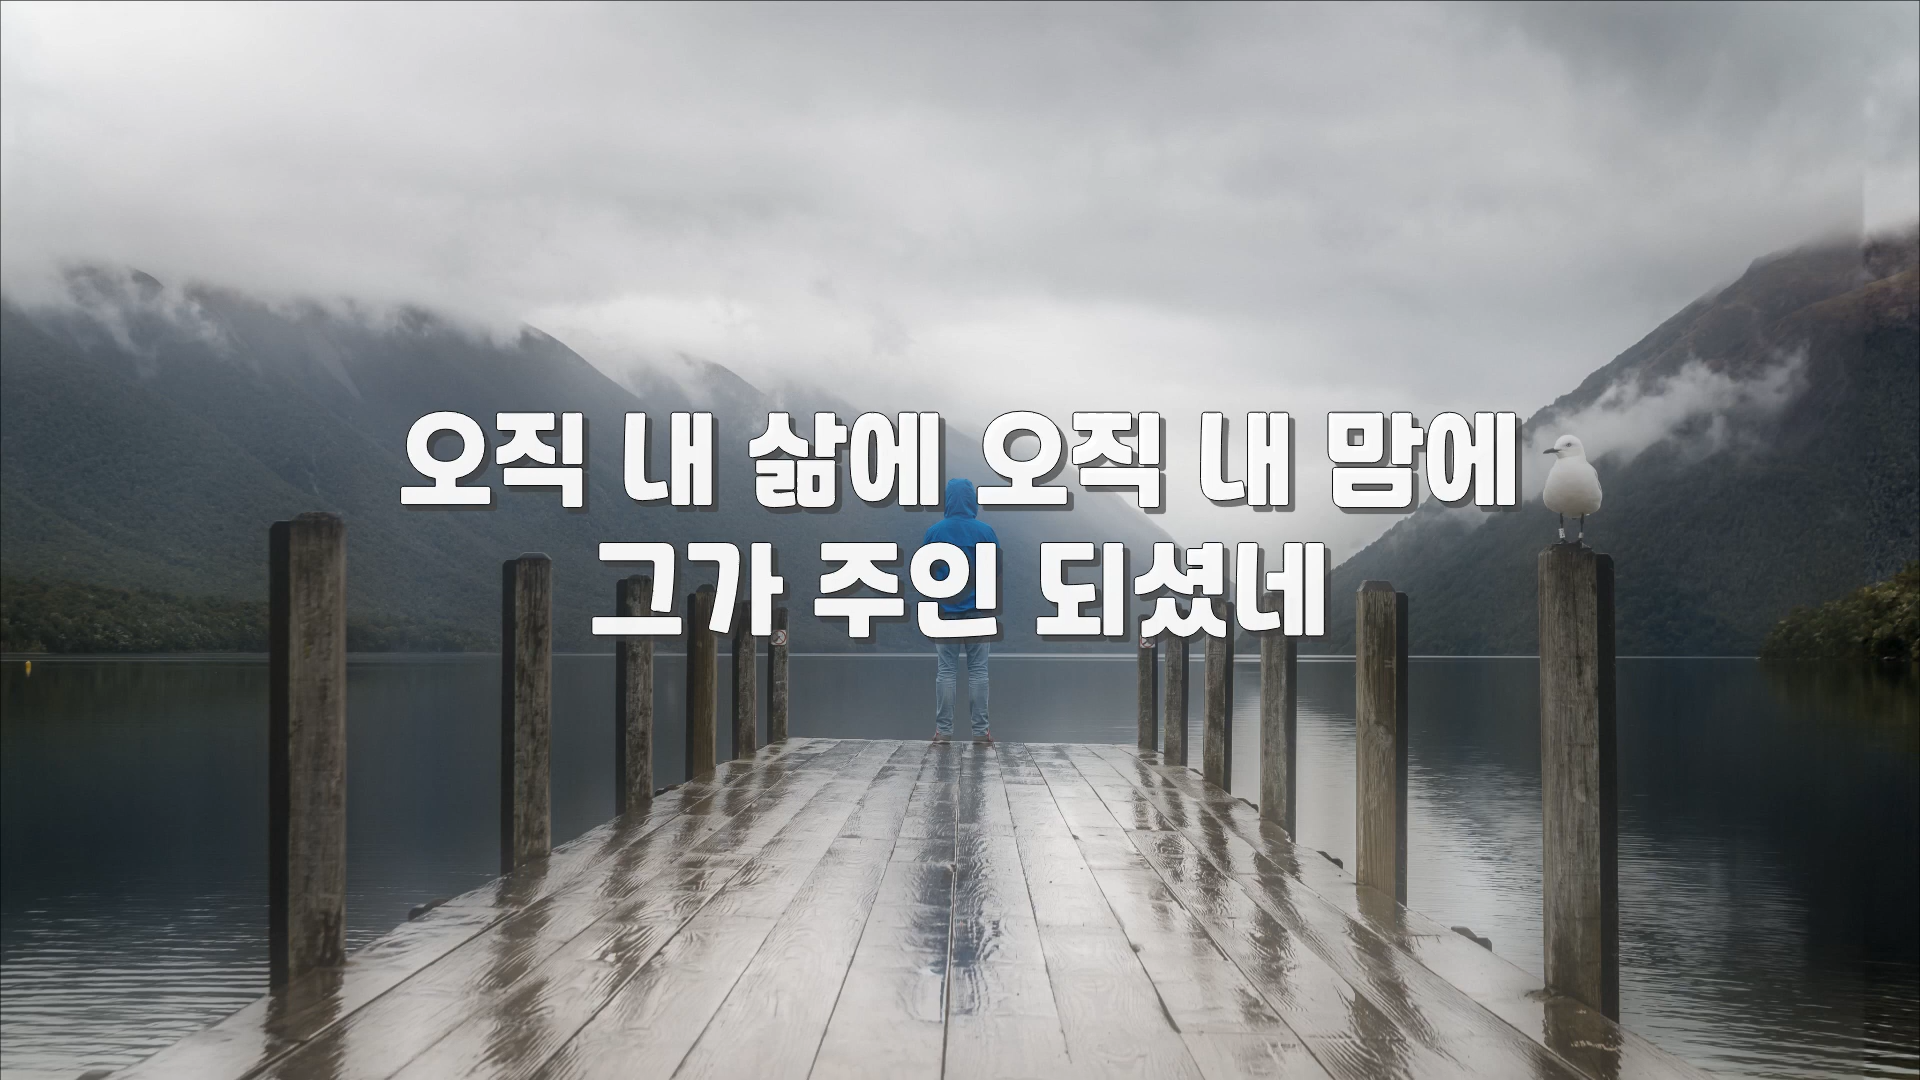 오직 내 삶에 오직 내 맘에
그가 주인 되셨네